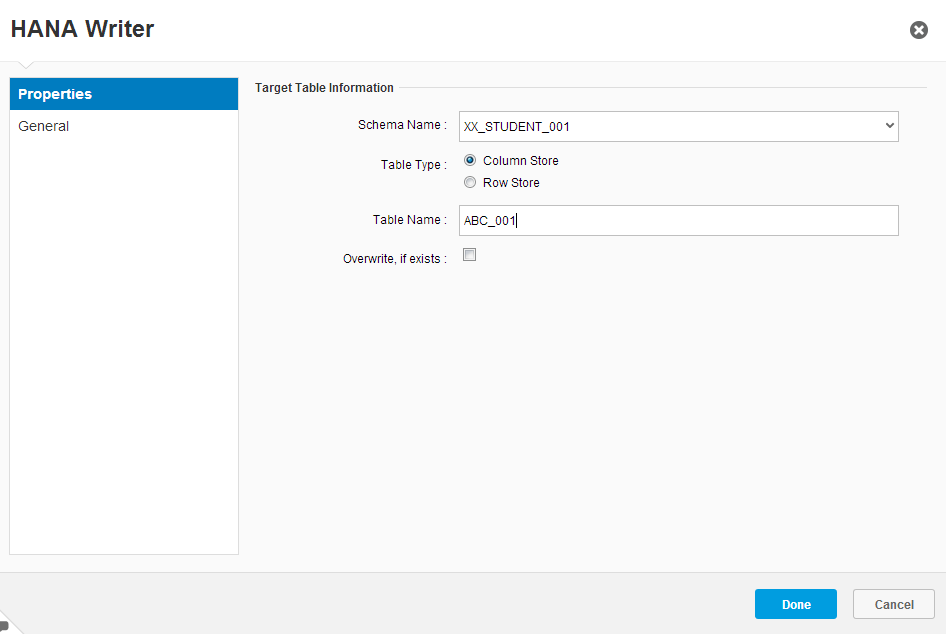 HANA Writer
Properties
General
Target Table Information
Schema Name : XX_STUDENT_001
Table Type : Column Store
Row Store
Table Name : ABC_001
Overwrite, if exists :
Done Cancel